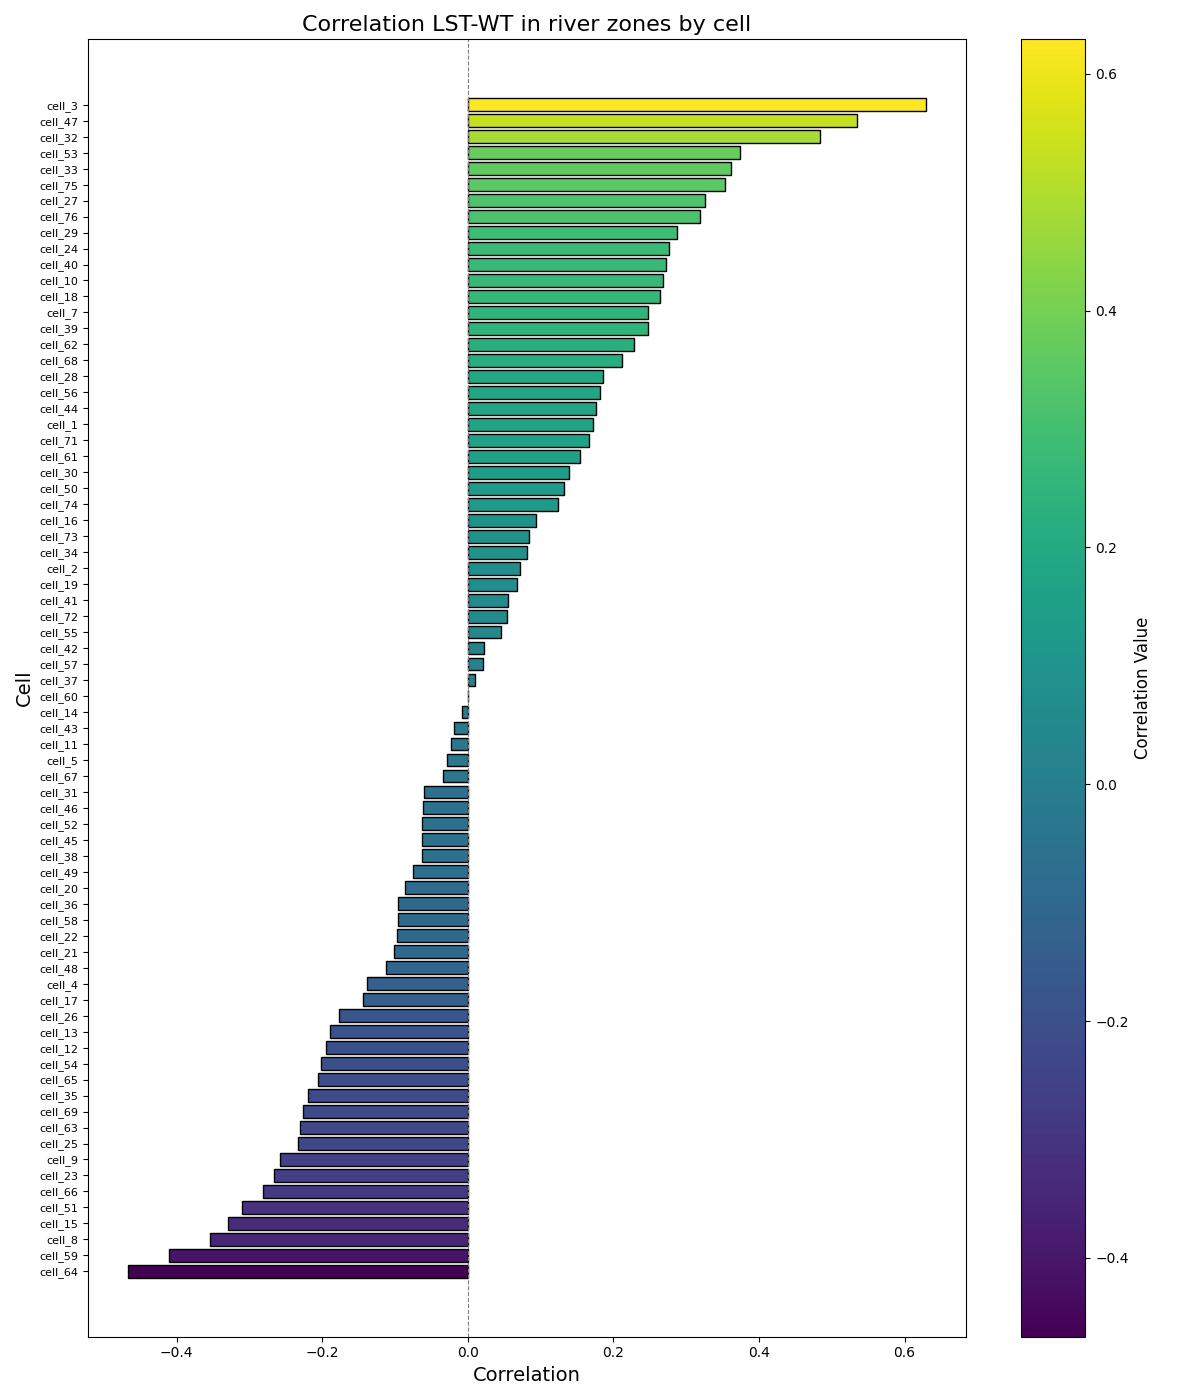 Correlation LST-WT in river zones by cell
cell_3
cell_47
cell_32
cell_53
cell_33
cell_75
cell_27
cell_76
cell_29
cell_24
cell_40
cell_10
cell_18
cell_7
cell_39
cell_62
cell_68
cell_28
cell_56
cell_44
cell_1
cell_71
cell_61
cell_30
cell_50
cell_74
cell_16
cell_73
cell_34
cell_2
cell_19
cell_41
cell_72
cell_55
cell_42
cell_57
cell_37
cell_60
cell_14
cell_43
cell_11
cell_5
cell_67
cell_31
cell_46
cell_52
cell_45
cell_38
cell_49
cell_20
cell_36
cell_58
cell_22
cell_21
cell_48
cell_4
cell_17
cell_26
cell_13
cell_12
cell_54
cell_65
cell_35
cell_69
cell_63
cell_25
cell_9
cell_23
cell_66
cell_51
cell_15
cell_8
cell_59
cell_64
Cell
−0.4 −0.2 0.0 0.2 0.4 0.6
Correlation
0.6
0.4
0.2
0.0
−0.2
−0.4
Correlation Value